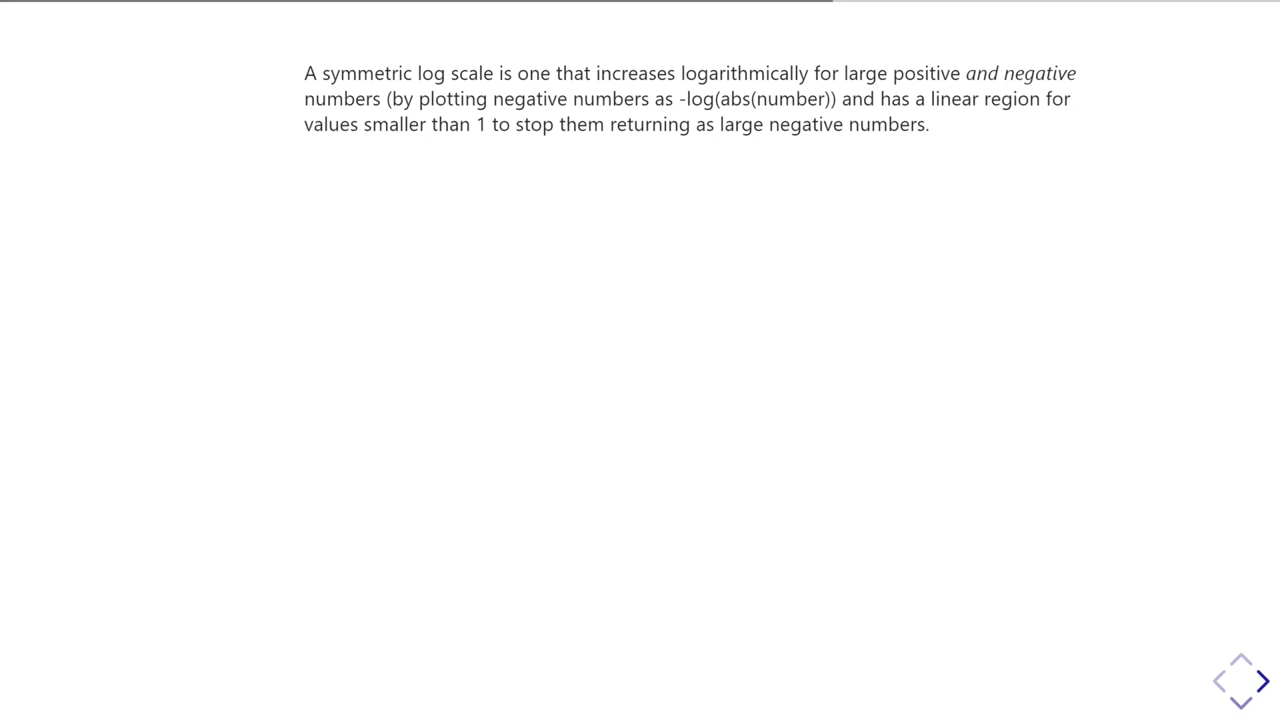 A symmetric log scale is one that increases logarithmically for large positive and negative
numbers (by plotting negative numbers as -log(abs(number)) and has a linear region for
values smaller than 1 to stop them returning as large negative numbers.